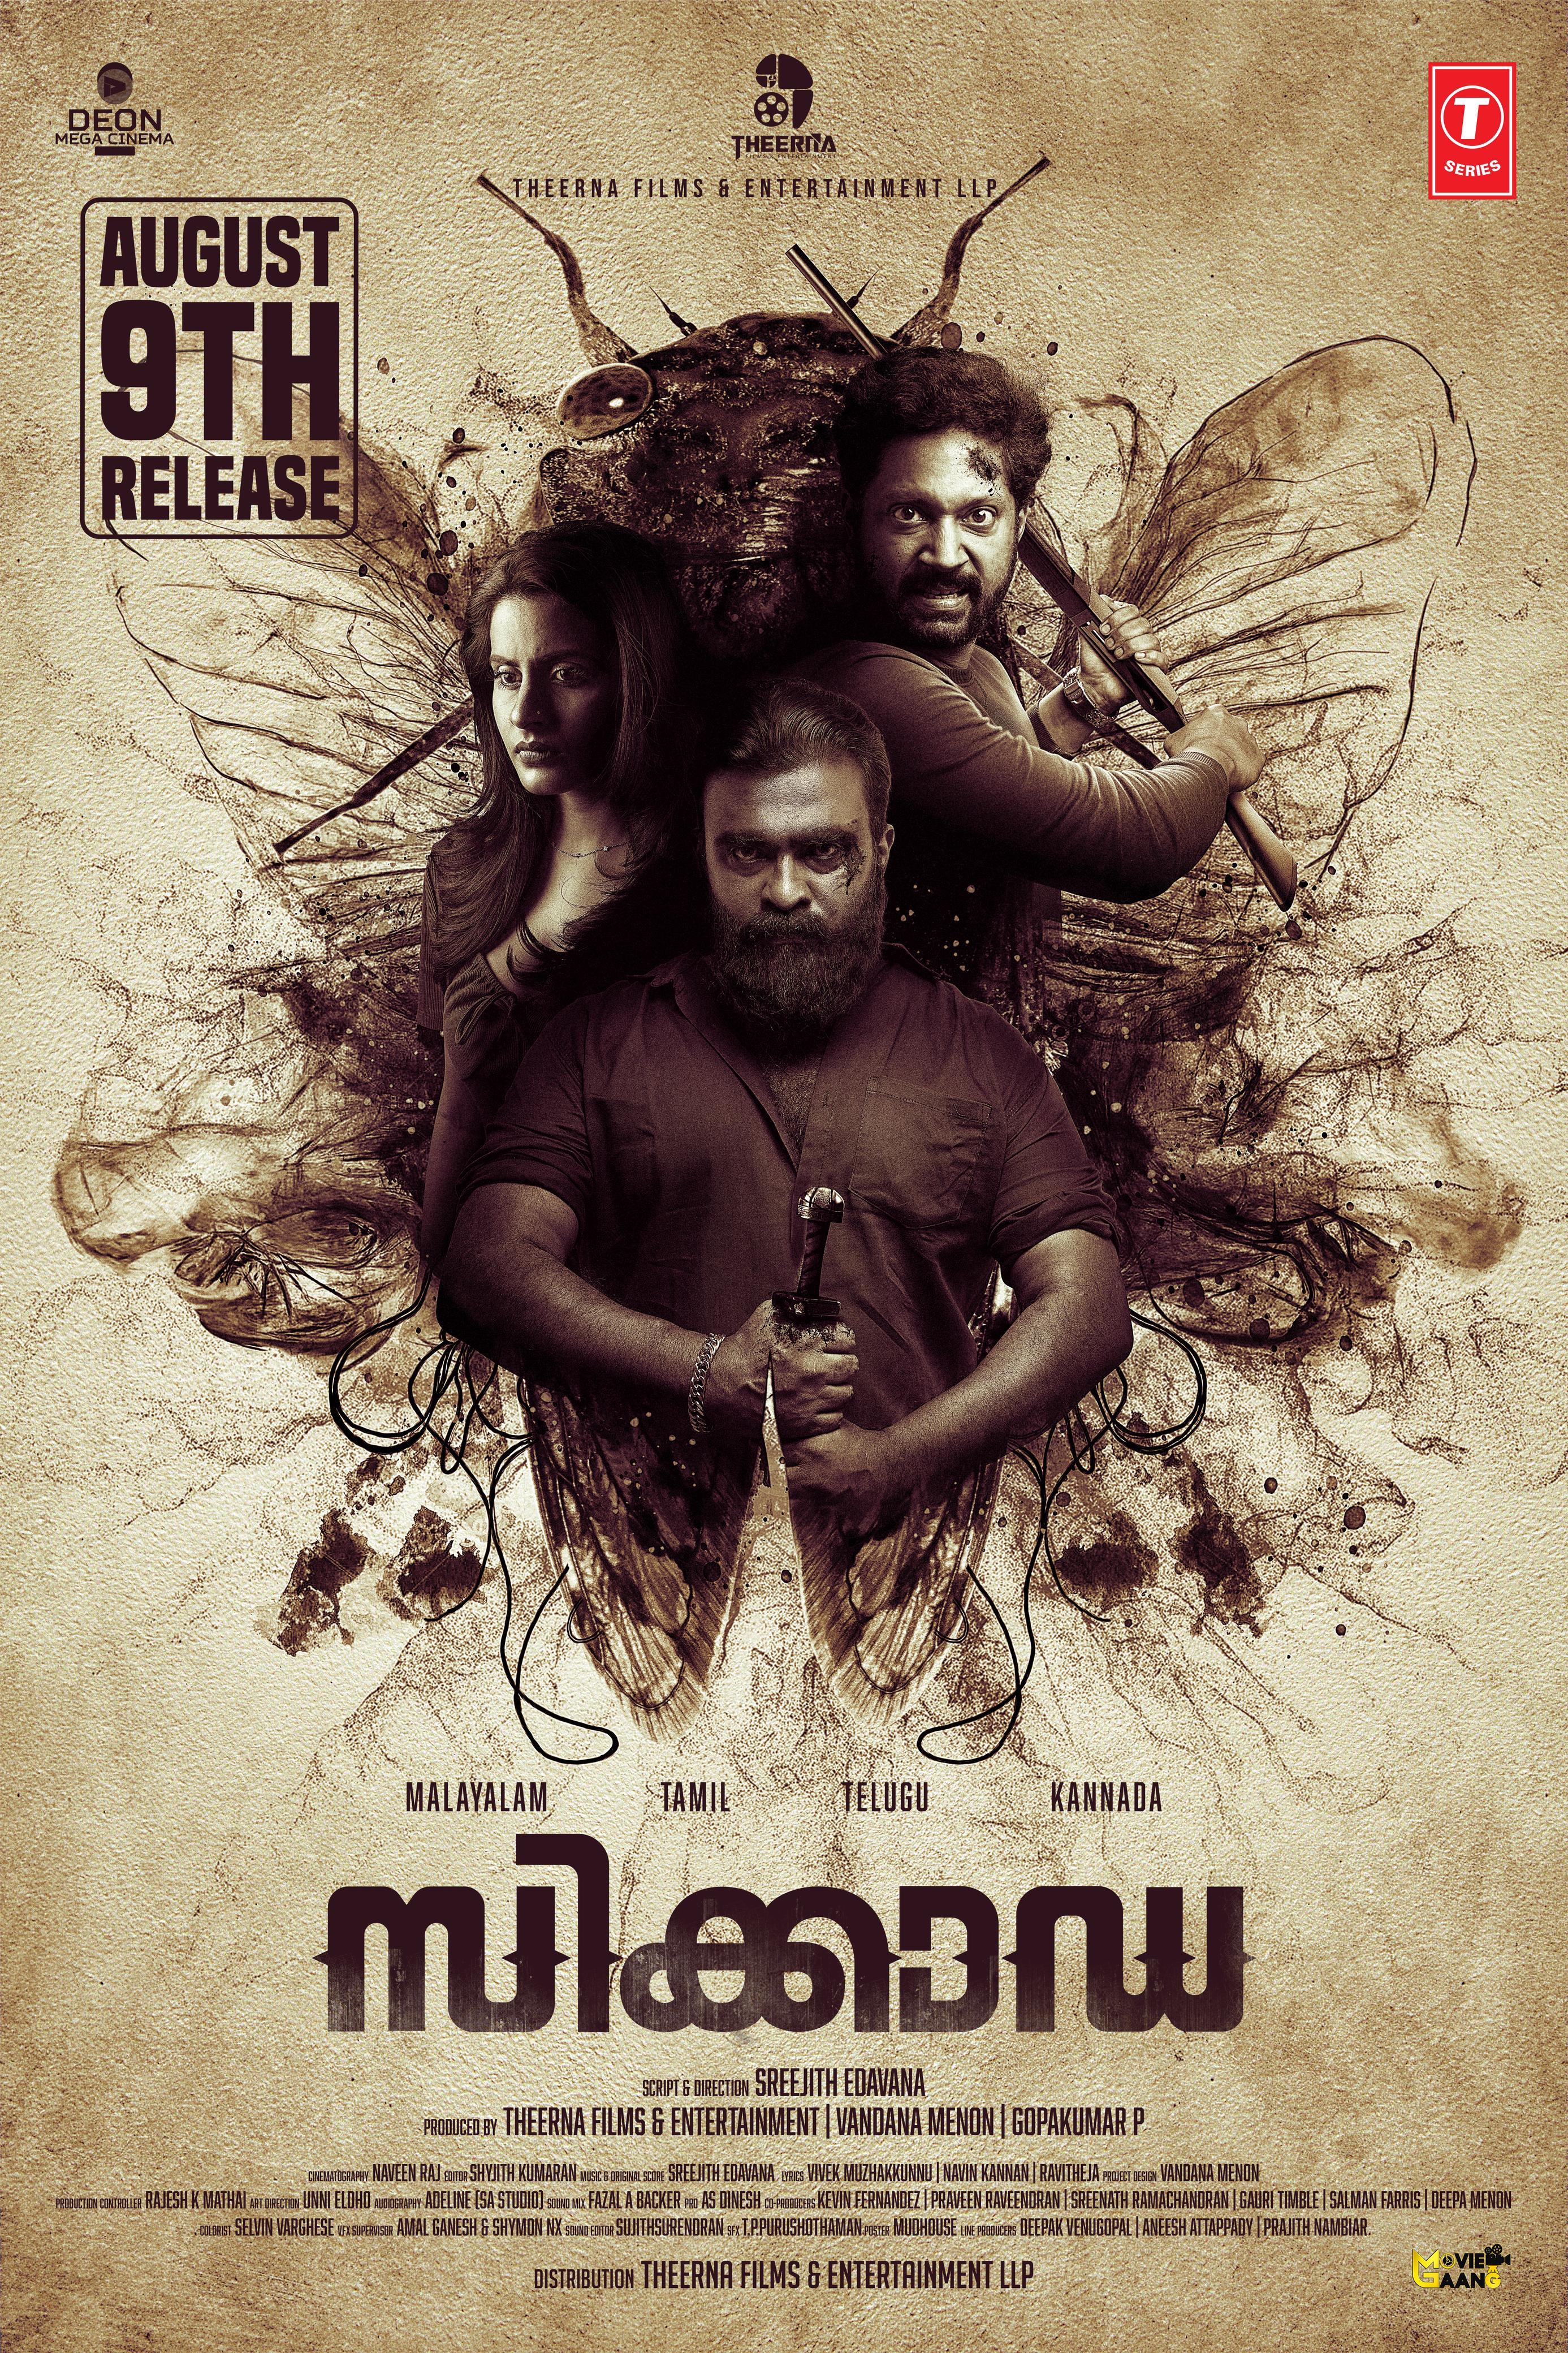 DEON
MEGA CINEMA
THEERNA
THEERNA FILMS & ENTERTAINMENT LLP
T
SERIES
AUGUST
9TH
RELEASE
MALAYALAM TAMIL TELUGU KANNADA
സിക്കാഡ
SCRIPT & DIRECTION SREEJITH EDAVANA
PRODUCED BY THEERNA FILMS & ENTERTAINMENT | VANDANA MENON | GOPAKUMAR P
CINEMATOGRAPHY NAVEEN RAJ EDITOR SHYJITH KUMARAN MUSIC & ORIGINAL SCORE SREEJITH EDAVANA LYRICS VIVEK MUZHAKKUNNU | NAVIN KANNAN | RAVITHEJA PROJECT DESIGN VANDANA MENON
PRODUCTION CONTROLLER RAJESH K MATHAI ART DIRECTION UNNI ELDHO AUDIOGRAPHY ADELINE (SA STUDIO) SOUND MIX FAZAL A BACKER PRO AS DINESH CO-PRODUCERS KEVIN FERNANDEZ | PRAVEEN RAVEENDRAN | SREENATH RAMACHANDRAN | GAURI TIMBLE | SALMAN FARRIS | DEEPA MENON
. COLORIST SELVIN VARGHESE VFX SUPERVISOR AMAL GANESH & SHYMON NX SOUND EDITOR SUJITHSURENDRAN SFX T.P.PURUSHOTHAMAN POSTER MUDHOUSE LINE PRODUCERS DEEPAK VENUGOPAL | ANEESH ATTAPPADY | PRAJITH NAMBIAR.
DISTRIBUTION THEERNA FILMS & ENTERTAINMENT LLP
MOVIE
GAANG